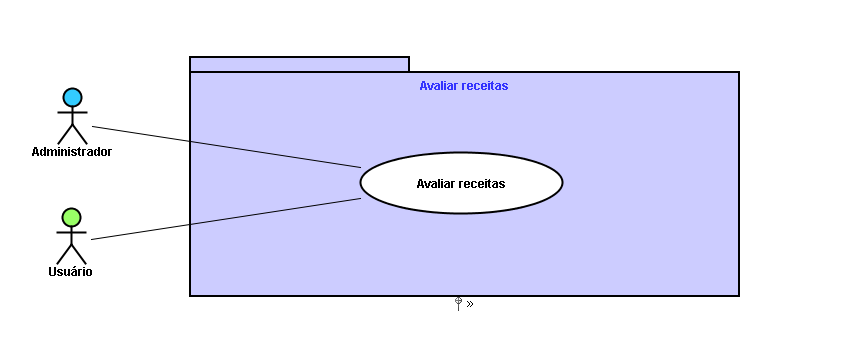 Avaliar receitas
Administrador
Avaliar receitas
Usuário
»